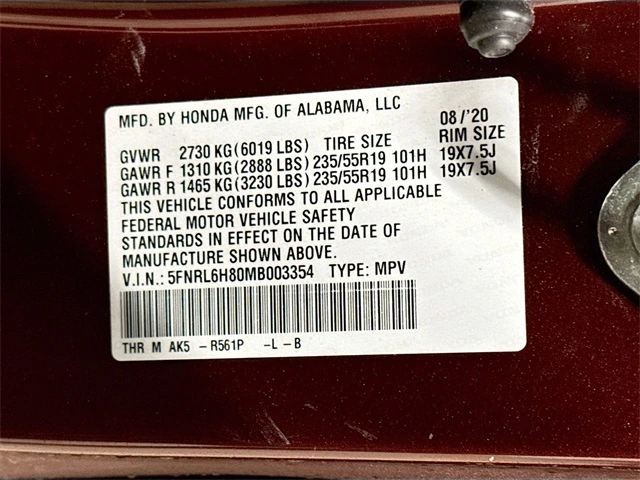 MFD. BY HONDA MFG. OF ALABAMA, LLC 08/'20
GVWR 2730 KG(6019 LBS) TIRE SIZE RIM SIZE
GAWR F 1310 KG(2888 LBS) 235/55R19 101H 19X7.5J
GAWR R 1465 KG(3230 LBS) 235/55R19 101H 19X7.5J
THIS VEHICLE CONFORMS TO ALL APPLICABLE
FEDERAL MOTOR VEHICLE SAFETY
STANDARDS IN EFFECT ON THE DATE OF
MANUFACTURE SHOWN ABOVE.
V.I.N.: 5FNRL6H80MB003354 TYPE: MPV
THR M AK5 -R561P -L-B